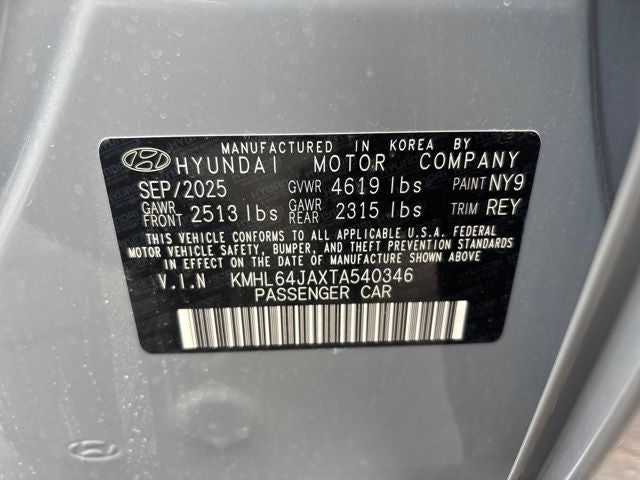 MANUFACTURED IN KOREA BY
HYUNDAI MOTOR COMPANY
SEP/2025 GVWR 4619 lbs PAINT NY9
GAWR FRONT 2513 lbs GAWR REAR 2315 lbs TRIM REY
THIS VEHICLE CONFORMS TO ALL APPLICABLE U.S.A. FEDERAL
MOTOR VEHICLE SAFETY, BUMPER, AND THEFT PREVENTION STANDARDS
IN EFFECT ON THE DATE OF MANUFACTURE SHOWN ABOVE
V.I.N KMHL64JAXTA540346
PASSENGER CAR